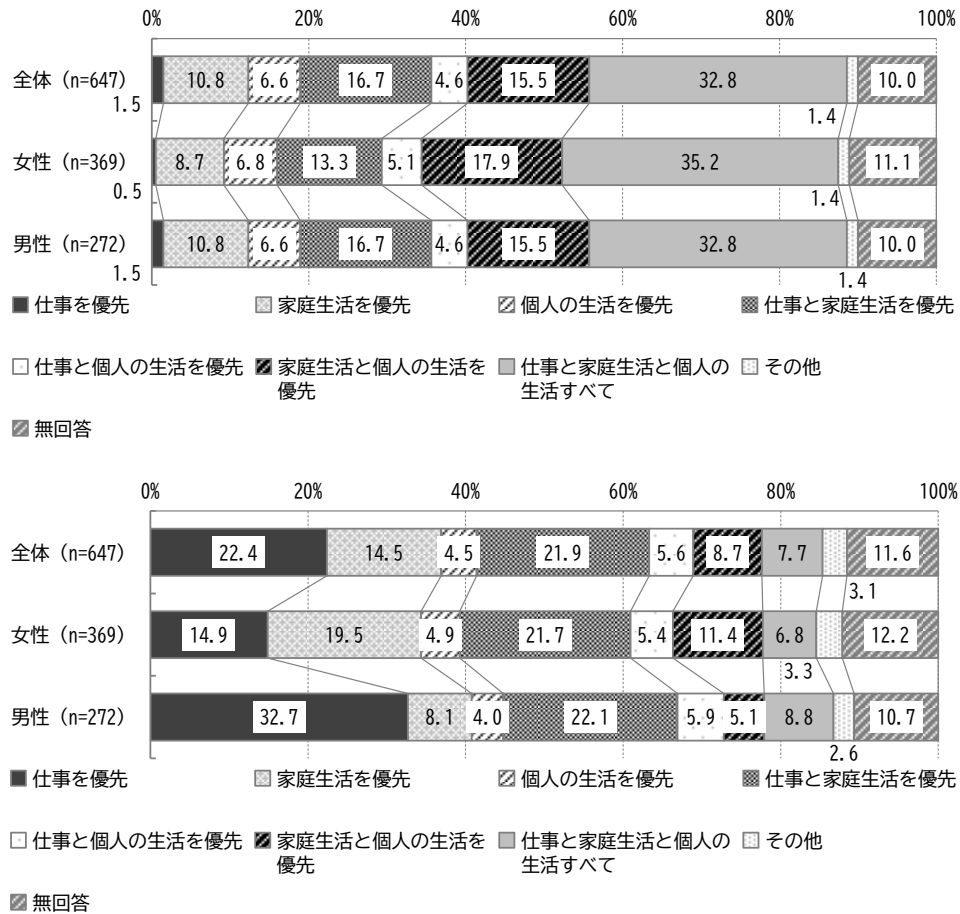 0% 20% 40% 60% 80% 100%
全体（n=647） 10.8 6.6 16.7 4.6 15.5 32.8 10.0
1.5 1.4
女性（n=369） 8.7 6.8 13.3 5.1 17.9 35.2 11.1
0.5 1.4
男性（n=272） 10.8 6.6 16.7 4.6 15.5 32.8 10.0
1.5 1.4
仕事を優先 家庭生活を優先 個人の生活を優先 仕事と家庭生活を優先
仕事と個人の生活を優先 家庭生活と個人の生活を 仕事と家庭生活と個人の その他
優先 生活すべて
無回答
0% 20% 40% 60% 80% 100%
全体（n=647） 22.4 14.5 4.5 21.9 5.6 8.7 7.7 11.6
3.1
女性（n=369） 14.9 19.5 4.9 21.7 5.4 11.4 6.8 12.2
3.3
男性（n=272） 32.7 8.1 4.0 22.1 5.9 5.1 8.8 10.7
2.6
仕事を優先 家庭生活を優先 個人の生活を優先 仕事と家庭生活を優先
仕事と個人の生活を優先 家庭生活と個人の生活を 仕事と家庭生活と個人の その他
優先 生活すべて
無回答